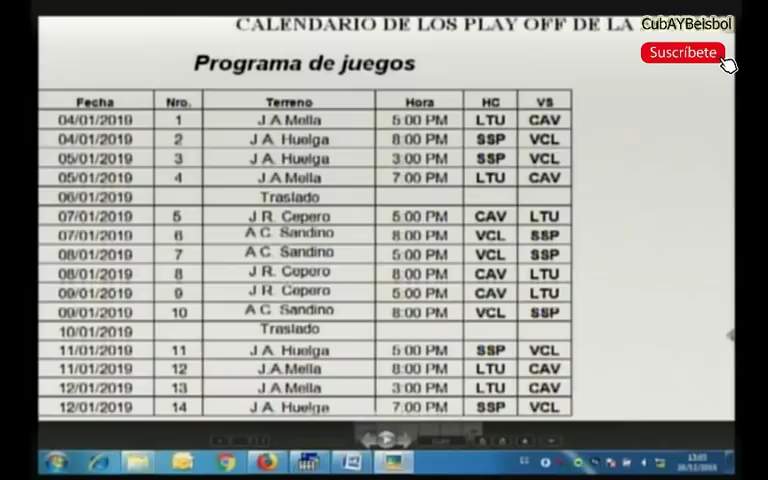 CALENDARIO DE LOS PLAY OFF DE LA
CubAYBeisbol
Suscríbete
Programa de juegos
Fecha Nro. Terreno Hora HC VS
04/01/2019 1 J A Mella 5:00 PM LTU CAV
04/01/2019 2 J A. Huelga 8:00 PM SSP VCL
05/01/2019 3 J A. Huelga 3:00 PM SSP VCL
05/01/2019 4 J.A.Mella 7:00 PM LTU CAV
06/01/2019 Traslado
07/01/2019 5 J R. Cepero 5:00 PM CAV LTU
07/01/2019 6 A C. Sandino 8:00 PM VCL SSP
08/01/2019 7 A C. Sandino 5:00 PM VCL SSP
08/01/2019 8 J R. Cepero 8:00 PM CAV LTU
09/01/2019 9 J R. Cepero 5:00 PM CAV LTU
09/01/2019 10 A C. Sandino 8:00 PM VCL SSP
10/01/2019 Traslado
11/01/2019 11 J A. Huelga 5:00 PM SSP VCL
11/01/2019 12 J.A.Mella 8:00 PM LTU CAV
12/01/2019 13 J A Mella 3:00 PM LTU CAV
12/01/2019 14 J A. Huelga 7:00 PM SSP VCL
ES